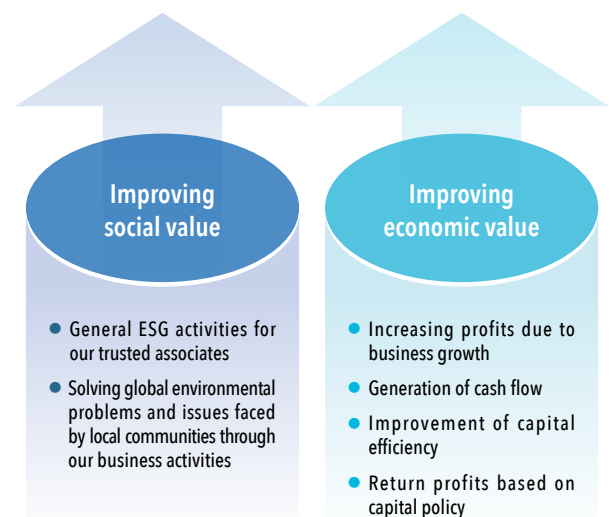 Improving
social value
General ESG activities for
our trusted associates
Solving global environmental
problems and issues faced
by local communities through
our business activities
Improving
economic value
Increasing profits due to
business growth
Generation of cash flow
Improvement of capital
efficiency
Return profits based on
capital policy